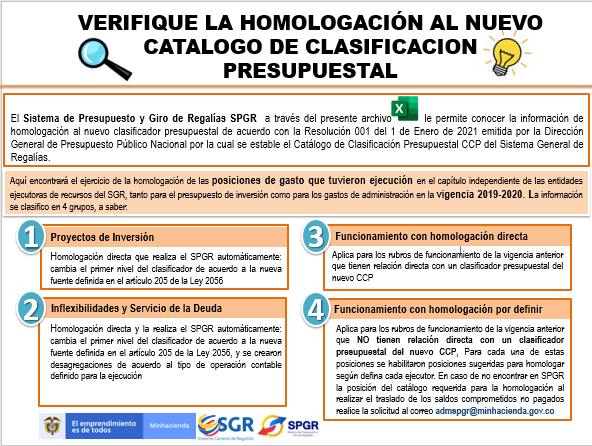 VERIFIQUE LA HOMOLOGACIÓN AL NUEVO
CATALOGO DE CLASIFICACION
PRESUPUESTAL
El Sistema de Presupuesto y Giro de Regalías SPGR a través del presente archivo le permite conocer la información de
homologación al nuevo clasificador presupuestal de acuerdo con la Resolución 001 del 1 de Enero de 2021 emitida por la Dirección
General de Presupuesto Público Nacional por la cual se estable el Catálogo de Clasificación Presupuestal CCP del Sistema General de
Regalías.
Aquí encontrará el ejercicio de la homologación de las posiciones de gasto que tuvieron ejecución en el capítulo independiente de las entidades
ejecutoras de recursos del SGR, tanto para el presupuesto de inversión como para los gastos de administración en la vigencia 2019-2020. La información
se clasifico en 4 grupos, a saber.
1
Proyectos de Inversión
Homologación directa que realiza el SPGR automáticamente:
cambia el primer nivel del clasificador de acuerdo a la nueva
fuente definida en el artículo 205 de la Ley 2056
2
Inflexibilidades y Servicio de la Deuda
Homologación directa y la realiza el SPGR automáticamente:
cambia el primer nivel del clasificador de acuerdo a la nueva
fuente definida en el artículo 205 de la Ley 2056, y se crearon
desagregaciones de acuerdo al tipo de operación contable
definido para la ejecución
3
Funcionamiento con homologación directa
Aplica para los rubros de funcionamiento de la vigencia anterior
que tienen relación directa con un clasificador presupuestal del
nuevo CCP
4
Funcionamiento con homologación por definir
Aplica para los rubros de funcionamiento de la vigencia anterior
que NO tienen relación directa con un clasificador
presupuestal del nuevo CCP, Para cada una de estas
posiciones se habilitaron posiciones sugeridas para homologar
según defina cada ejecutor. En caso de no encontrar en SPGR
la posición del catálogo requerida para la homologación al
realizar el traslado de los saldos comprometidos no pagados
realice la solicitud al correo admspgr@minhacienda.gov.co
El emprendimiento
es de todos
Minhacienda
SGR
Sistema General de Regalías
SPGR